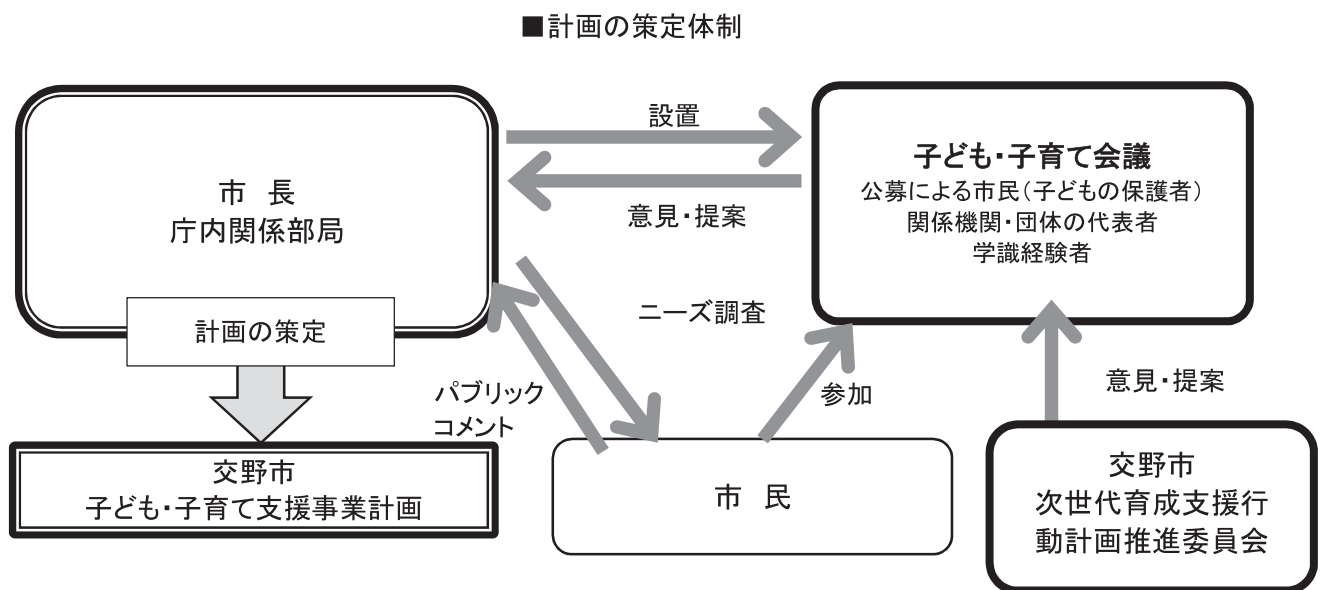 ■計画の策定体制
市　長
庁内関係部局
計画の策定
交野市
子ども・子育て支援事業計画
設置
意見・提案
子ども・子育て会議
公募による市民（子どもの保護者）
関係機関・団体の代表者
学識経験者
ニーズ調査
パブリック
コメント
参加
市　民
意見・提案
交野市
次世代育成支援行
動計画推進委員会